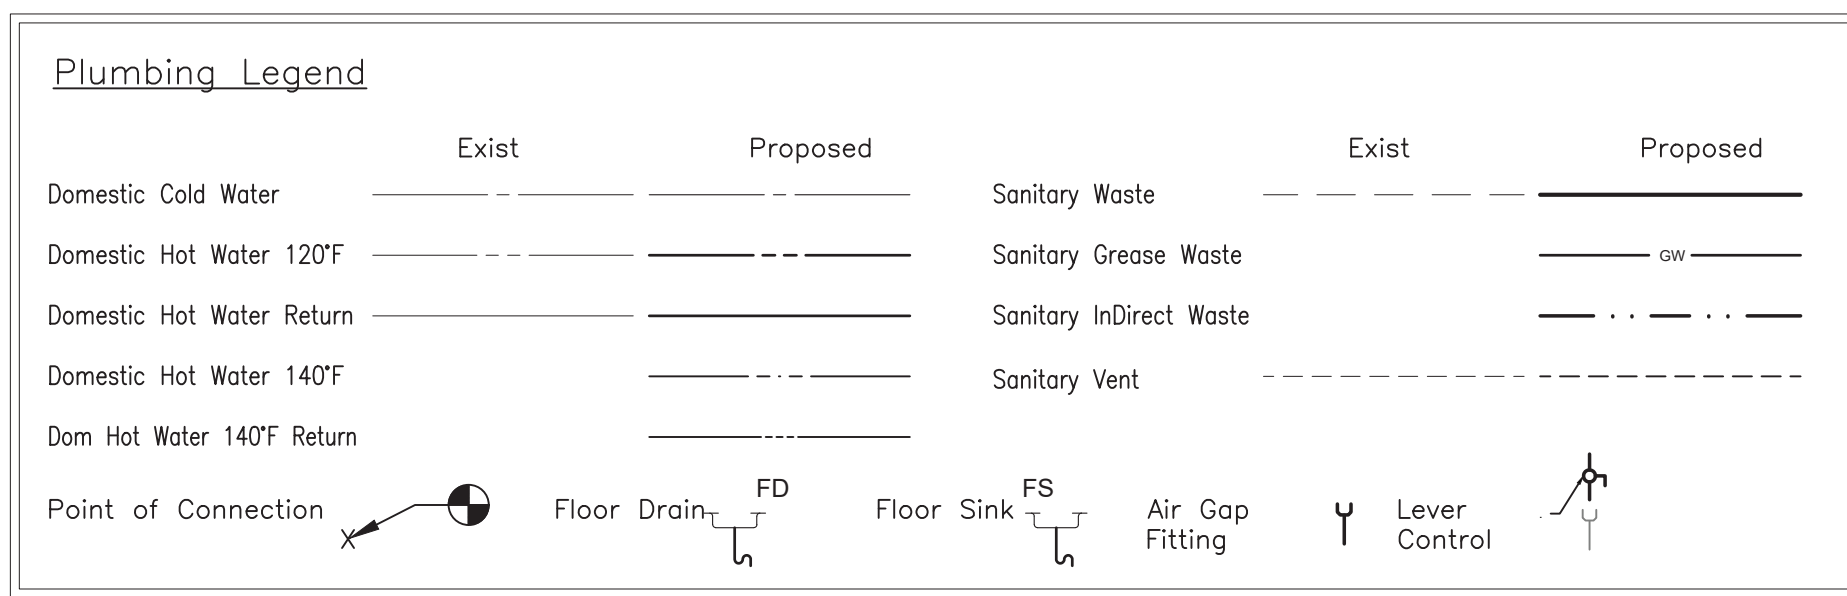 Plumbing Legend
Exist Proposed Exist Proposed
Domestic Cold Water
Domestic Hot Water 120°F
Domestic Hot Water Return
Domestic Hot Water 140°F
Dom Hot Water 140°F Return
Sanitary Waste
Sanitary Grease Waste GW
Sanitary InDirect Waste
Sanitary Vent
Point of Connection
X
Floor Drain FD
Floor Sink FS
Air Gap
Fitting
Lever
Control